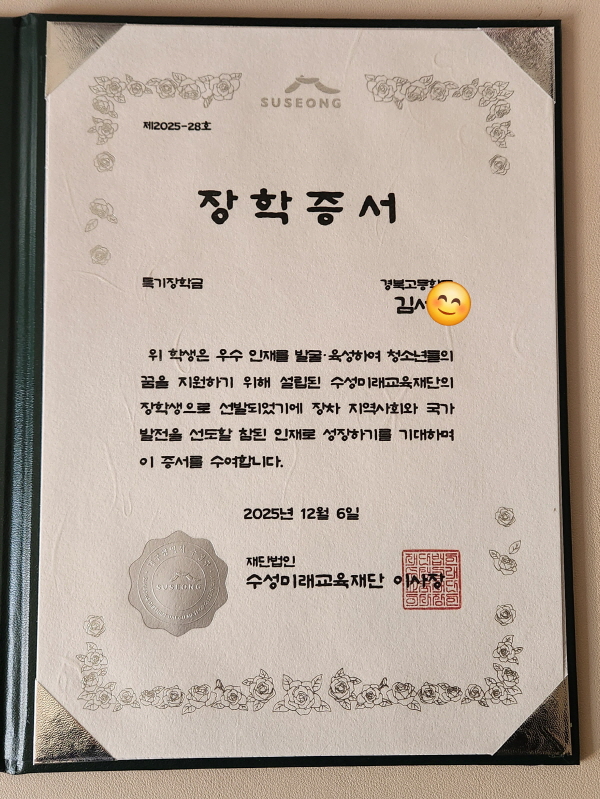 SUSEONG
제2025-28호
장학증서
특기장학금
경북고등학교
김서
위 학생은 우수 인재를 발굴·육성하여 청소년들의
꿈을 지원하기 위해 설립된 수성미래교육재단의
장학생으로 선발되었기에 장차 지역사회와 국가
발전을 선도할 참된 인재로 성장하기를 기대하며
이 증서를 수여합니다.
2025년 12월 6일
재단법인
수성미래교육재단 이사장
SUSEONG